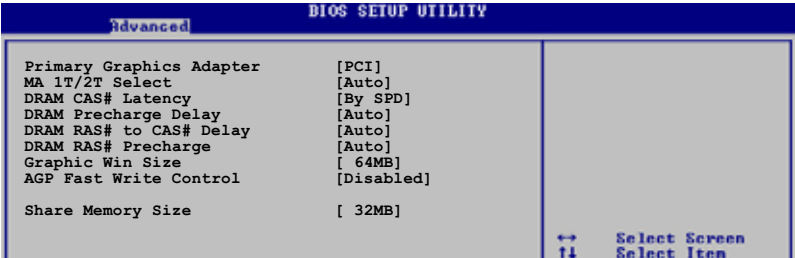 BIOS SETUP UTILITY
Advanced
Primary Graphics Adapter [PCI]
MA 1T/2T Select [Auto]
DRAM CAS# Latency [By SPD]
DRAM Precharge Delay [Auto]
DRAM RAS# to CAS# Delay [Auto]
DRAM RAS# Precharge [Auto]
Graphic Win Size [ 64MB]
AGP Fast Write Control [Disabled]
Share Memory Size [ 32MB]
↔ Select Screen
↑↓ Select Item